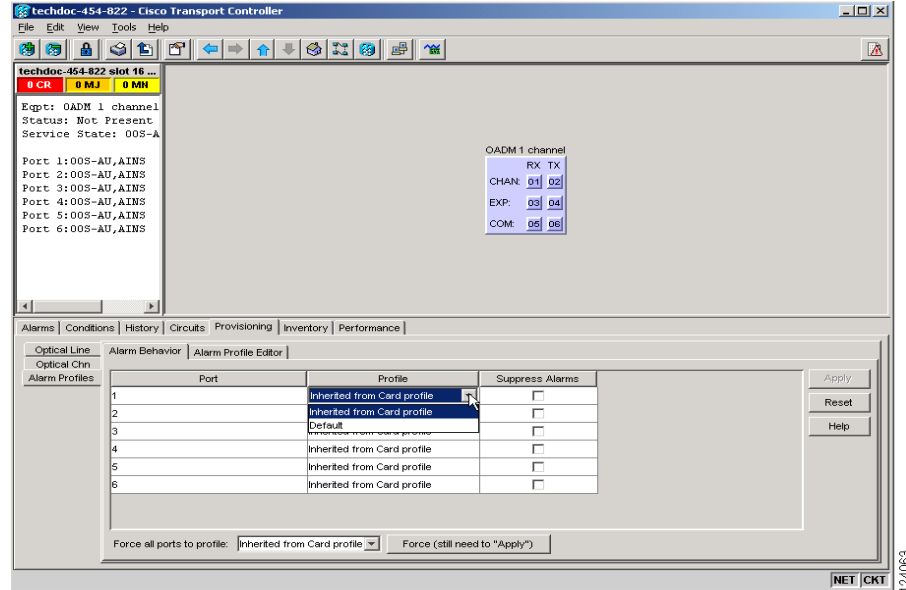 techdoc-454-822 - Cisco Transport Controller
File Edit View Tools Help
techdoc-454-822 slot 16 ...
0 CR 0 MJ 0 MN
Eqpt: OADM 1 channel
Status: Not Present
Service State: OOS-A
Port 1:OOS-AU,AINS
Port 2:OOS-AU,AINS
Port 3:OOS-AU,AINS
Port 4:OOS-AU,AINS
Port 5:OOS-AU,AINS
Port 6:OOS-AU,AINS
OADM 1 channel
RX TX
CHAN: 01 02
EXP: 03 04
COM: 05 06
Alarms Conditions History Circuits Provisioning Inventory Performance
Optical Line
Optical Chn
Alarm Profiles
Alarm Behavior Alarm Profile Editor
Port Profile Suppress Alarms
1 Inherited from Card profile
2 Inherited from Card profile
Default
3
4 Inherited from Card profile
5 Inherited from Card profile
6 Inherited from Card profile
Apply
Reset
Help
Force all ports to profile: Inherited from Card profile Force (still need to "Apply")
NET CKT
124063